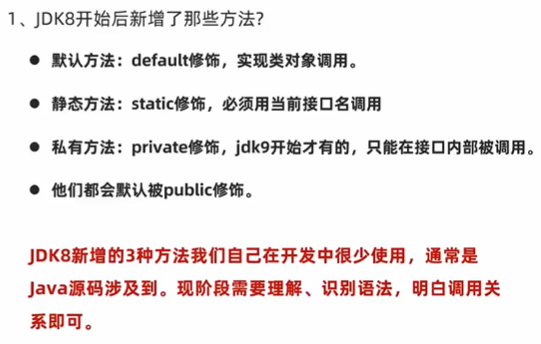 1、JDK8开始后新增了那些方法?
● 默认方法：default修饰，实现类对象调用。
● 静态方法：static修饰，必须用当前接口名调用
● 私有方法：private修饰，jdk9开始才有的，只能在接口内部被调用。
● 他们都会默认被public修饰。
JDK8新增的3种方法我们自己在开发中很少使用，通常是
Java源码涉及到。现阶段需要理解、识别语法，明白调用关
系即可。